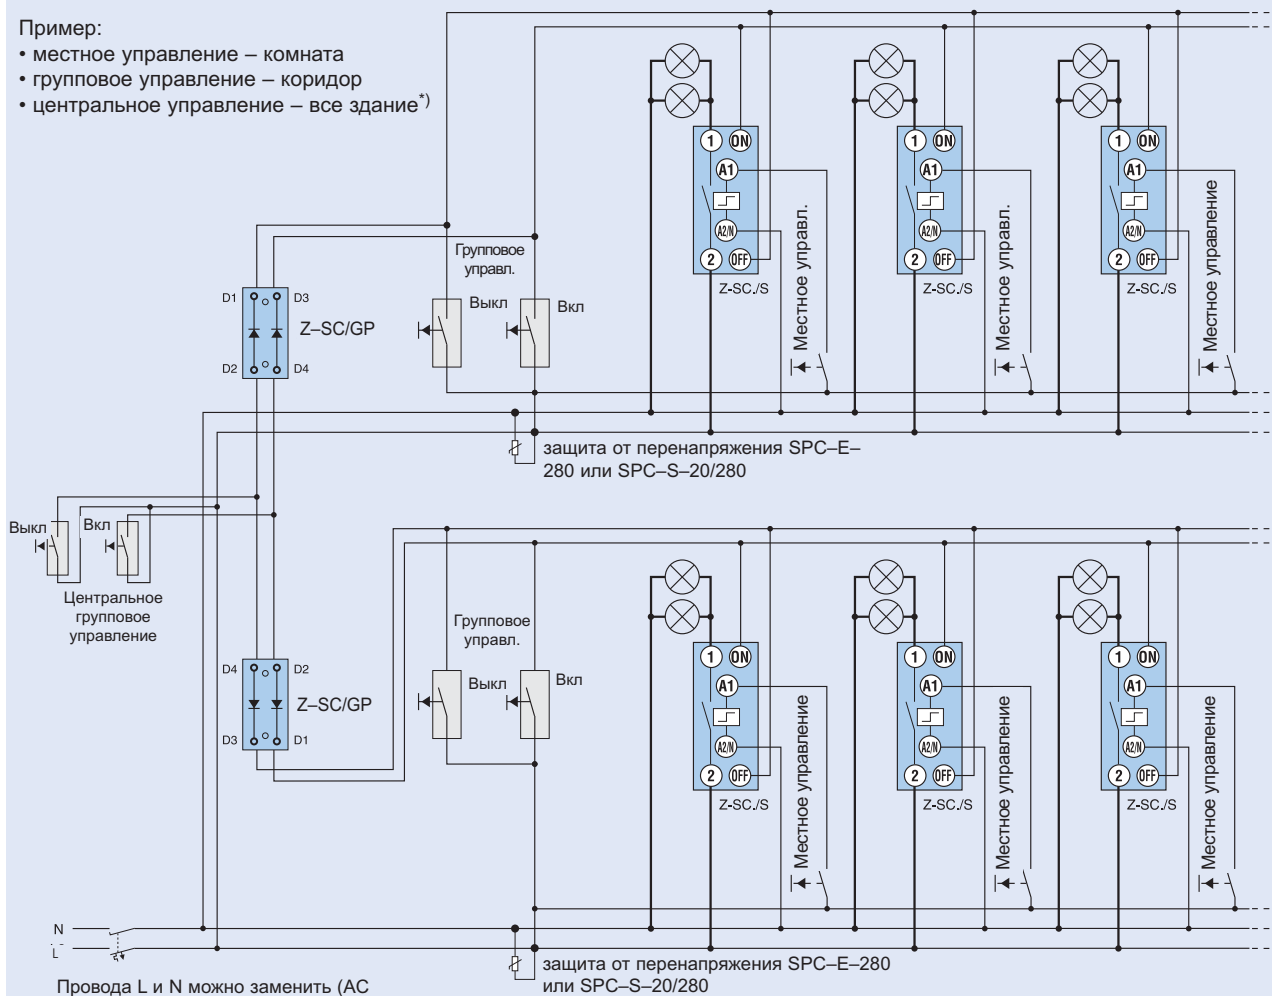 Пример:
• местное управление – комната
• групповое управление – коридор
• центральное управление – все здание*)
1 ON
A1
A2/N
2 OFF
Z-SC./S
Местное управл.
1 ON
A1
A2/N
2 OFF
Z-SC./S
Местное управл.
1 ON
A1
A2/N
2 OFF
Z-SC./S
Местное управление
Групповое
управл.
Выкл
Вкл
D1 D3
Z–SC/GP
D2 D4
защита от перенапряжения SPC–E–
280 или SPC–S–20/280
Выкл
Вкл
Центральное
групповое
управление
D4 D2
Z–SC/GP
D3 D1
Групповое
управл.
Выкл
Вкл
1 ON
A1
A2/N
2 OFF
Z-SC./S
Местное управление
1 ON
A1
A2/N
2 OFF
Z-SC./S
Местное управление
1 ON
A1
A2/N
2 OFF
Z-SC./S
Местное управление
N
L
защита от перенапряжения SPC–E–280
или SPC–S–20/280
Провода L и N можно заменить (AC